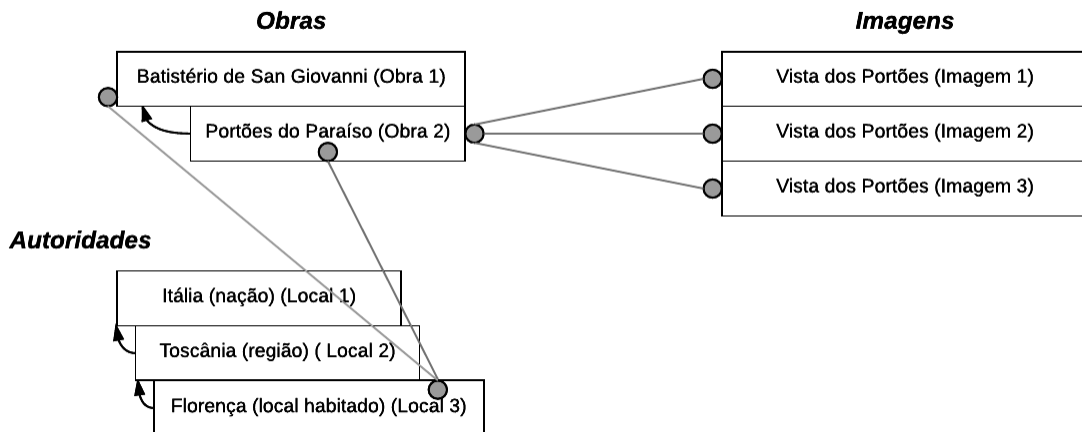 Obras
Imagens
Batistério de San Giovanni (Obra 1)
Vista dos Portões (Imagem 1)
Portões do Paraíso (Obra 2)
Vista dos Portões (Imagem 2)
Vista dos Portões (Imagem 3)
Autoridades
Itália (nação) (Local 1)
Toscânia (região) ( Local 2)
Florença (local habitado) (Local 3)